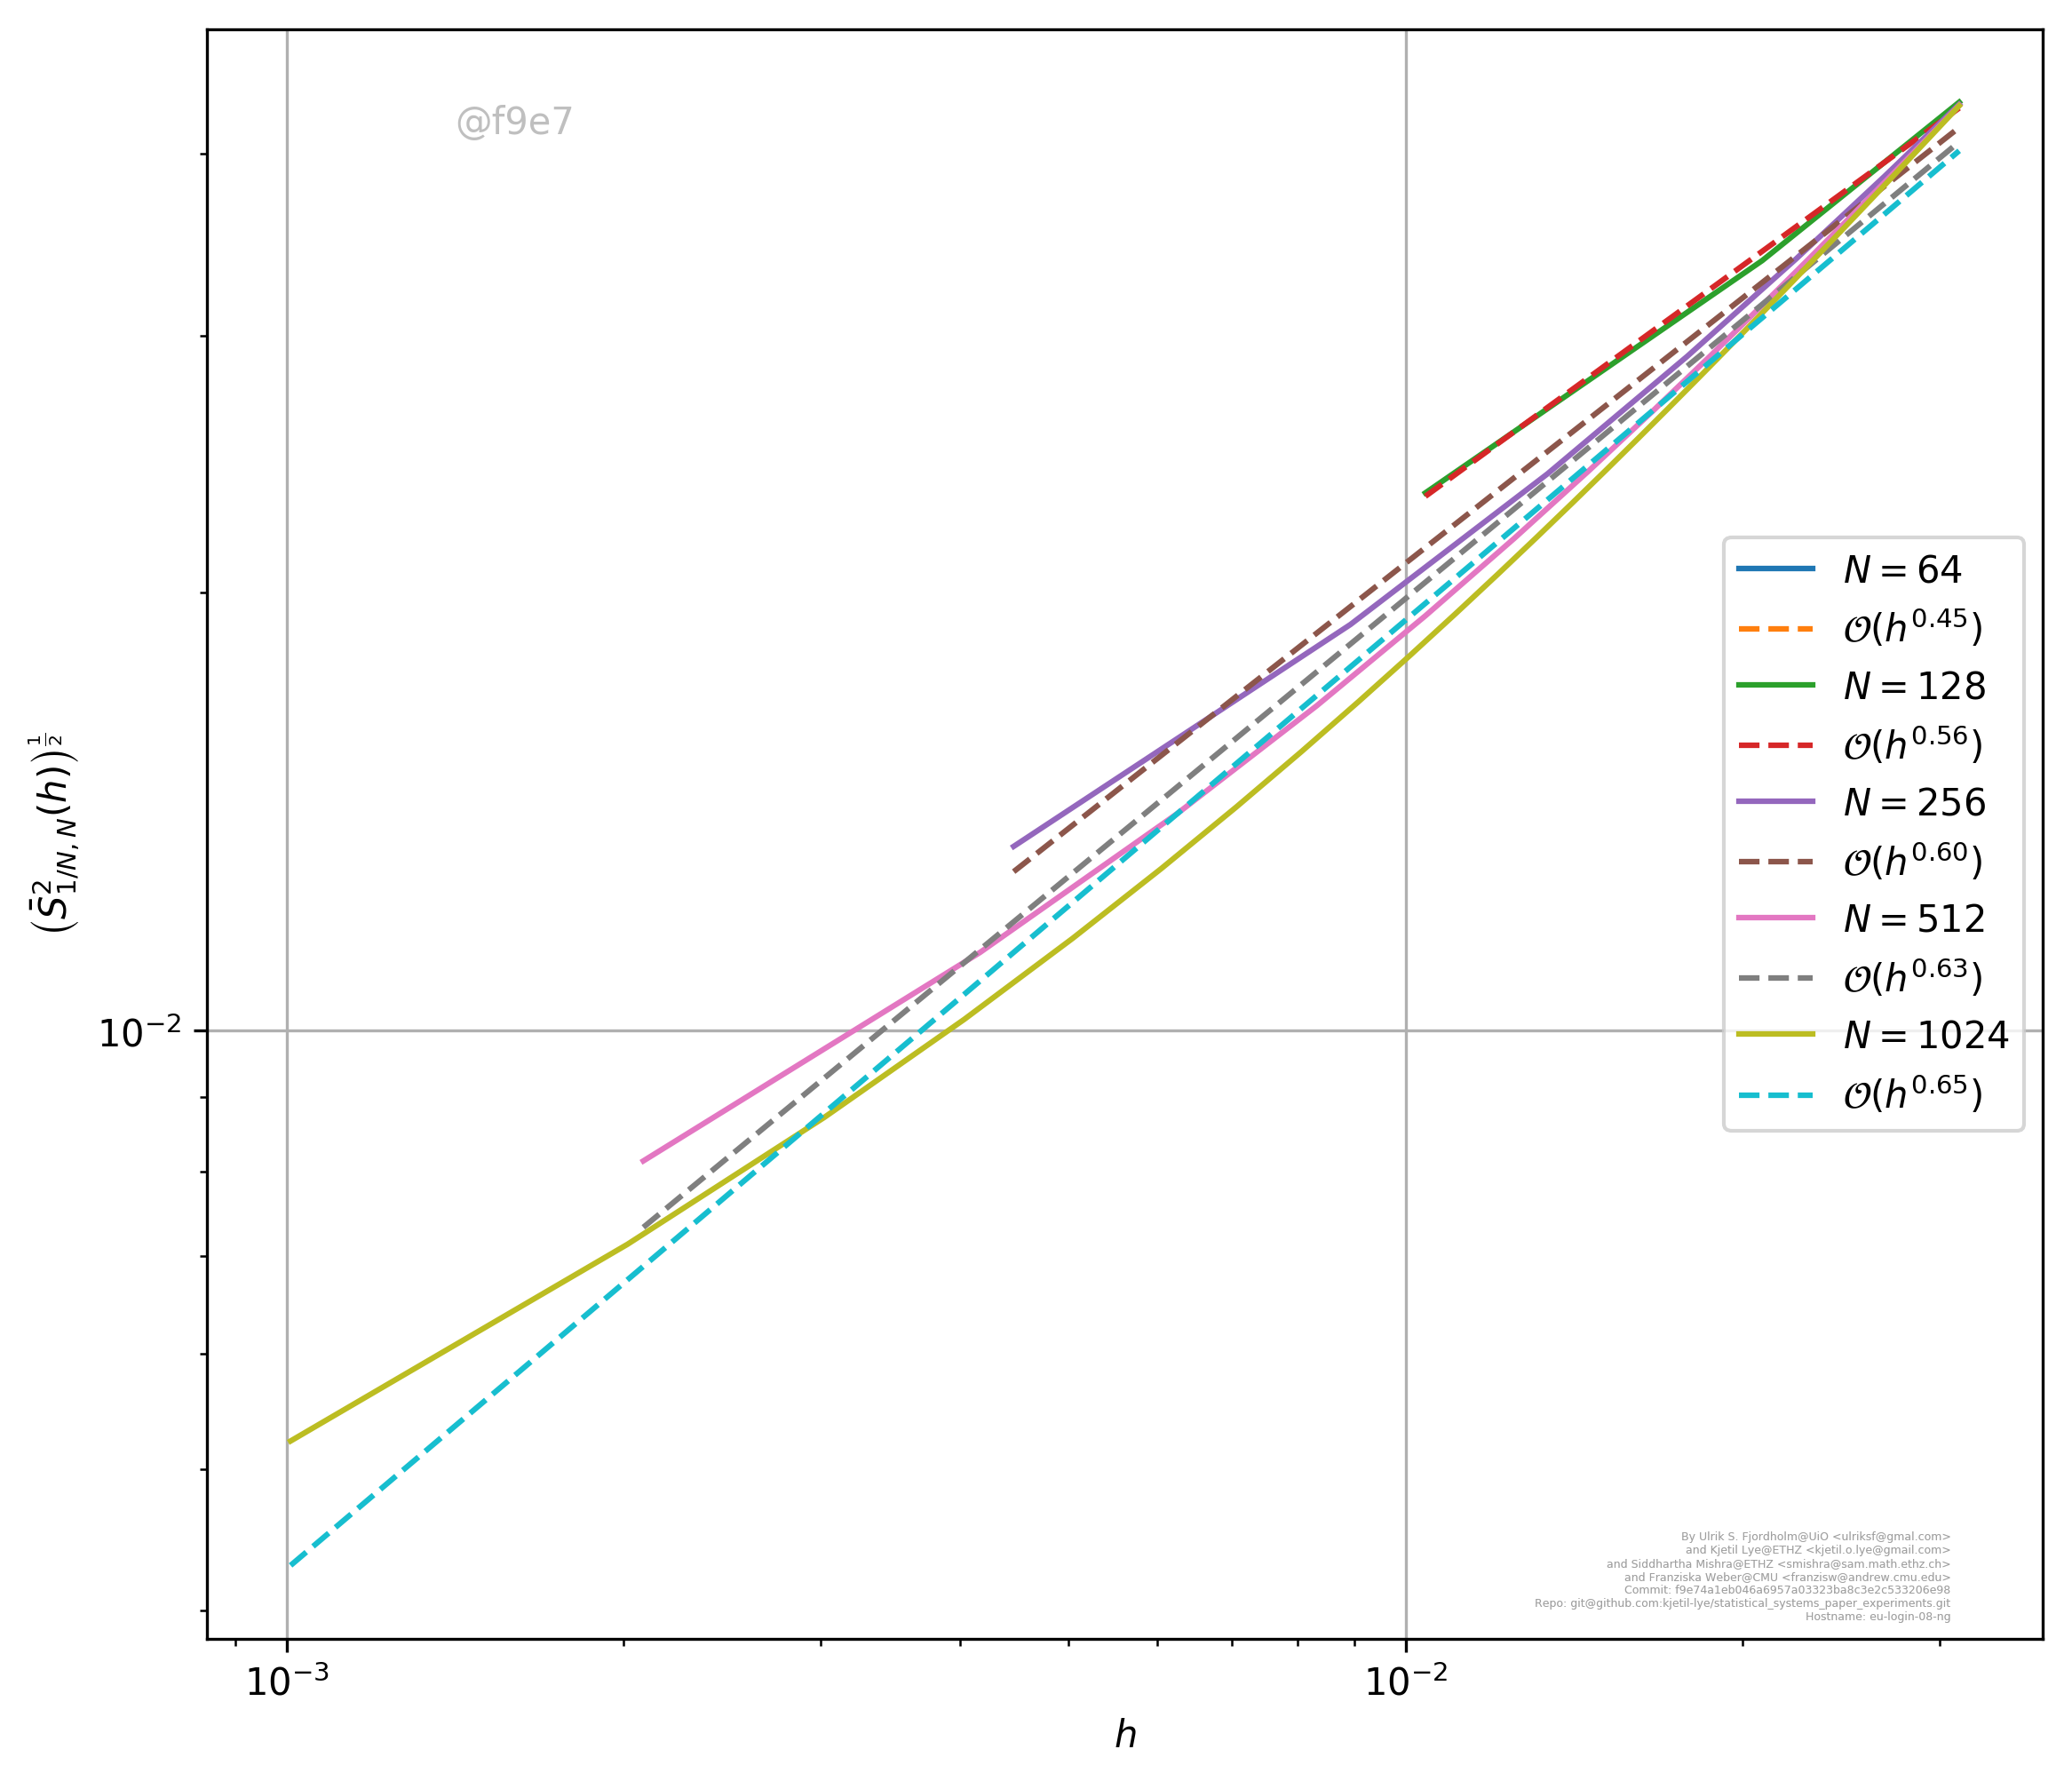 @f9e7
(S̄²_{1/N, N}(h))^{1/2}
10⁻²
N = 64
𝒪(h^{0.45})
N = 128
𝒪(h^{0.56})
N = 256
𝒪(h^{0.60})
N = 512
𝒪(h^{0.63})
N = 1024
𝒪(h^{0.65})
By Ulrik S. Fjordholm@UiO <ulriksf@gmal.com>
and Kjetil Lye@ETHZ <kjetil.o.lye@gmail.com>
and Siddhartha Mishra@ETHZ <smishra@sam.math.ethz.ch>
and Franziska Weber@CMU <franzisw@andrew.cmu.edu>
Commit: f9e74a1eb046a6957a03323ba8c3e2c533206e98
Repo: git@github.com:kjetil-lye/statistical_systems_paper_experiments.git
Hostname: eu-login-08-ng
10⁻³ 10⁻²
h